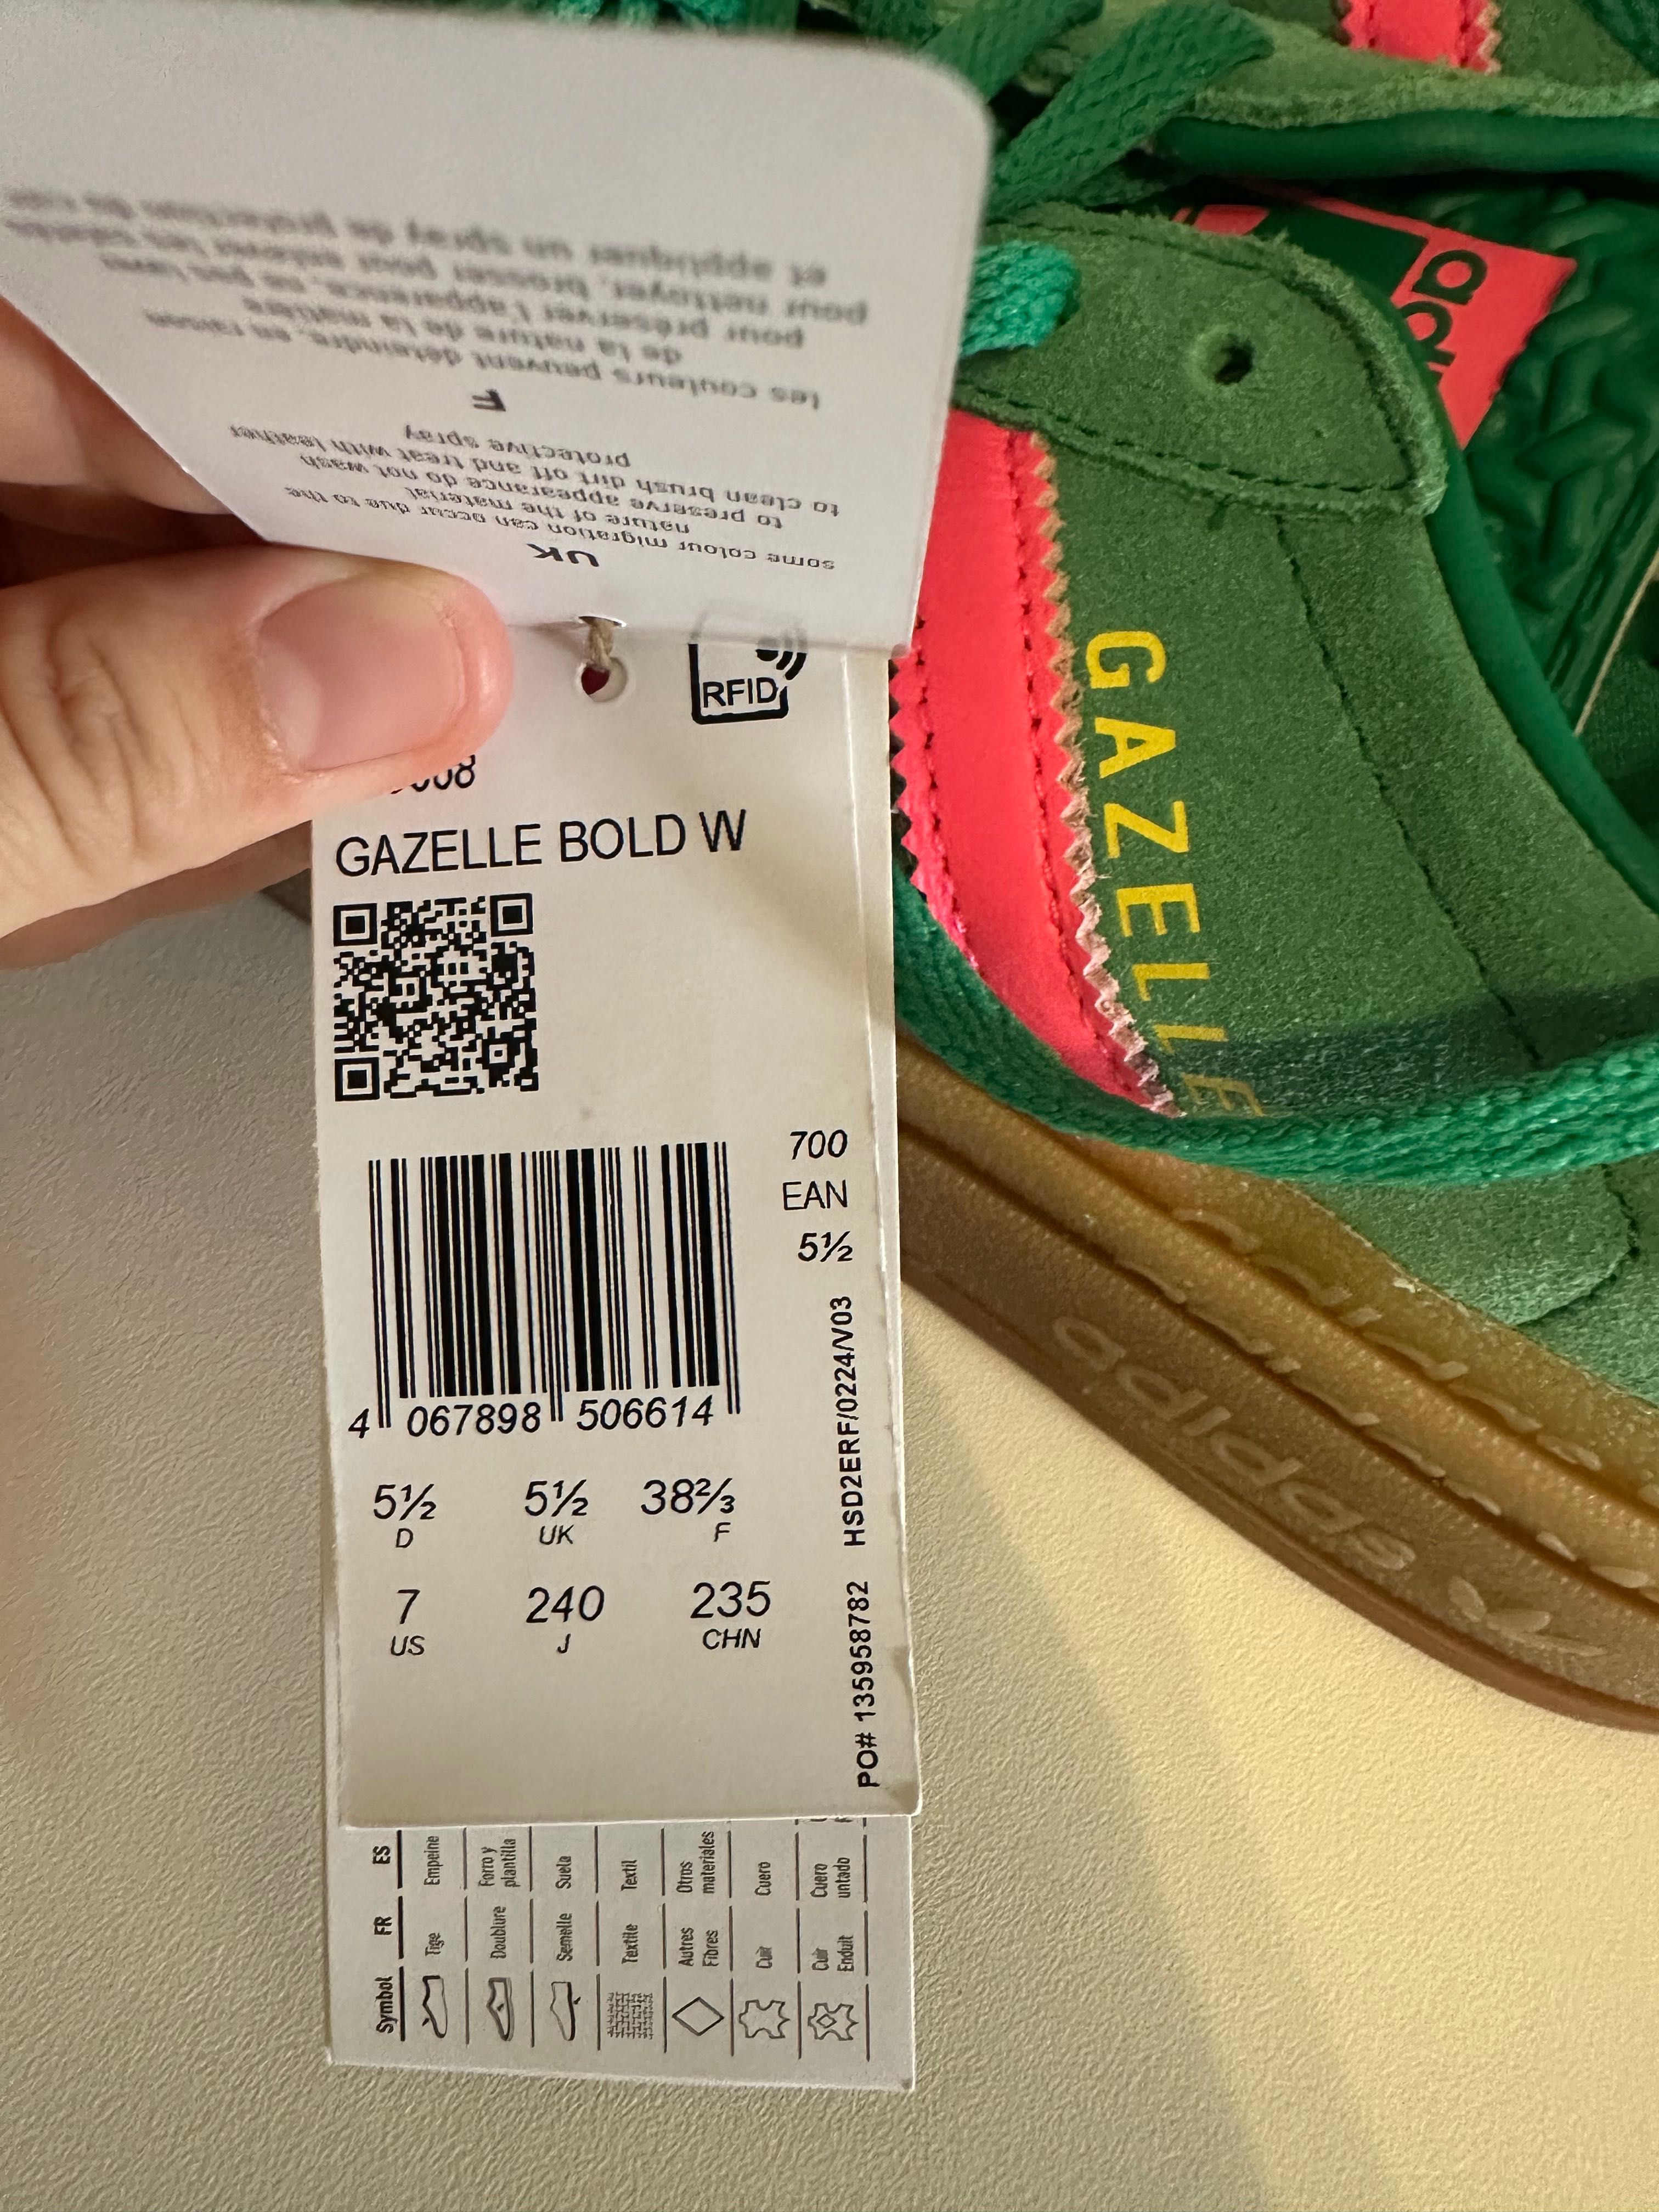 et appliquer un spray de protection de cuir
pour nettoyer, brosser pour enlever les saletés
pour préserver l'apparence, ne pas laver
de la nature de la matière
les couleurs peuvent déteindre, en raison
F
protective spray
to clean brush dirt off and treat with leather
to preserve appearance do not wash
nature of the material
some colour migration can occur due to the
UK
RFID
008
GAZELLE BOLD W
700
EAN
5½
4 067898 506614
5½ 5½ 38⅔
D UK F
7 240 235
US J CHN
PO# 135958782 HSD2ERF/0224/V03
Symbol FR ES
Tige Empeine
Doublure Forro y plantilla
Semelle Suela
Textile Textil
Autres Fibres Otros materiales
Cuir Cuero
Cuir Enduit Cuero untado
GAZELLE
adidas